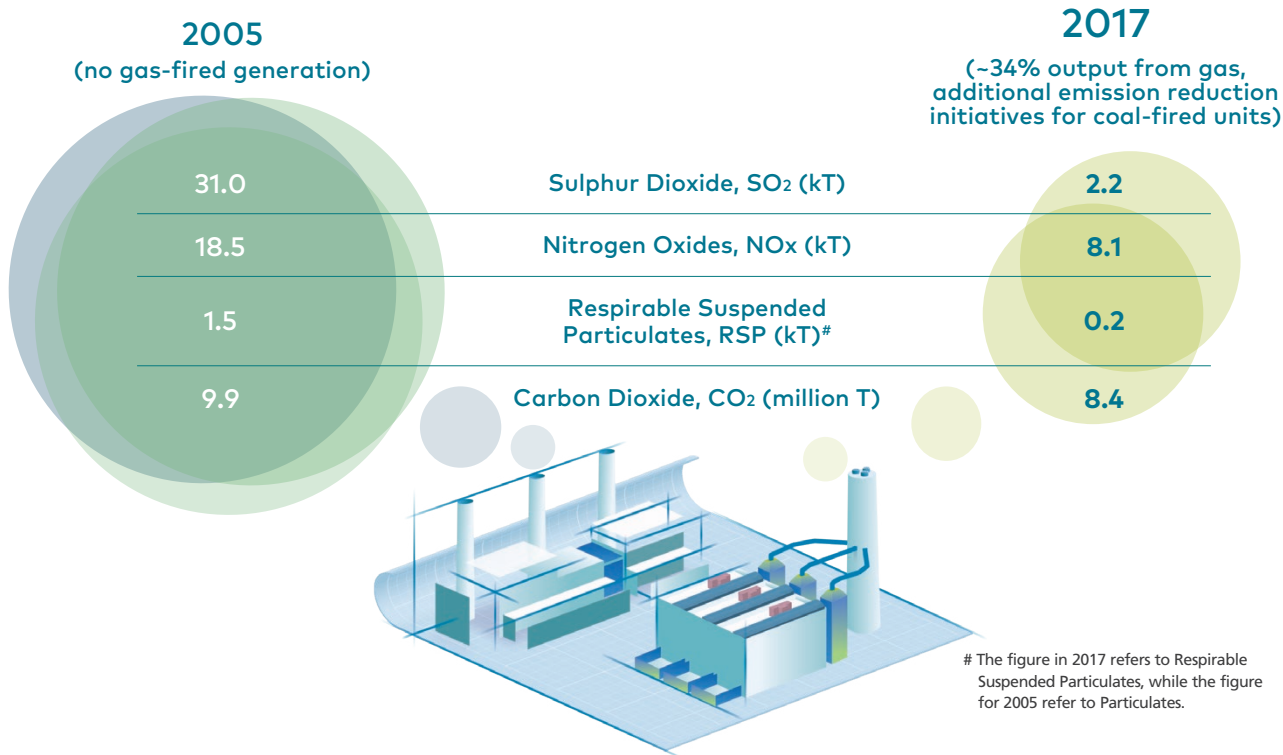 2005
(no gas-fired generation)
2017
(~34% output from gas,
additional emission reduction
initiatives for coal-fired units)
31.0 Sulphur Dioxide, SO₂ (kT) 2.2
18.5 Nitrogen Oxides, NOx (kT) 8.1
1.5 Respirable Suspended
Particulates, RSP (kT)# 0.2
9.9 Carbon Dioxide, CO₂ (million T) 8.4
# The figure in 2017 refers to Respirable
Suspended Particulates, while the figure
for 2005 refer to Particulates.